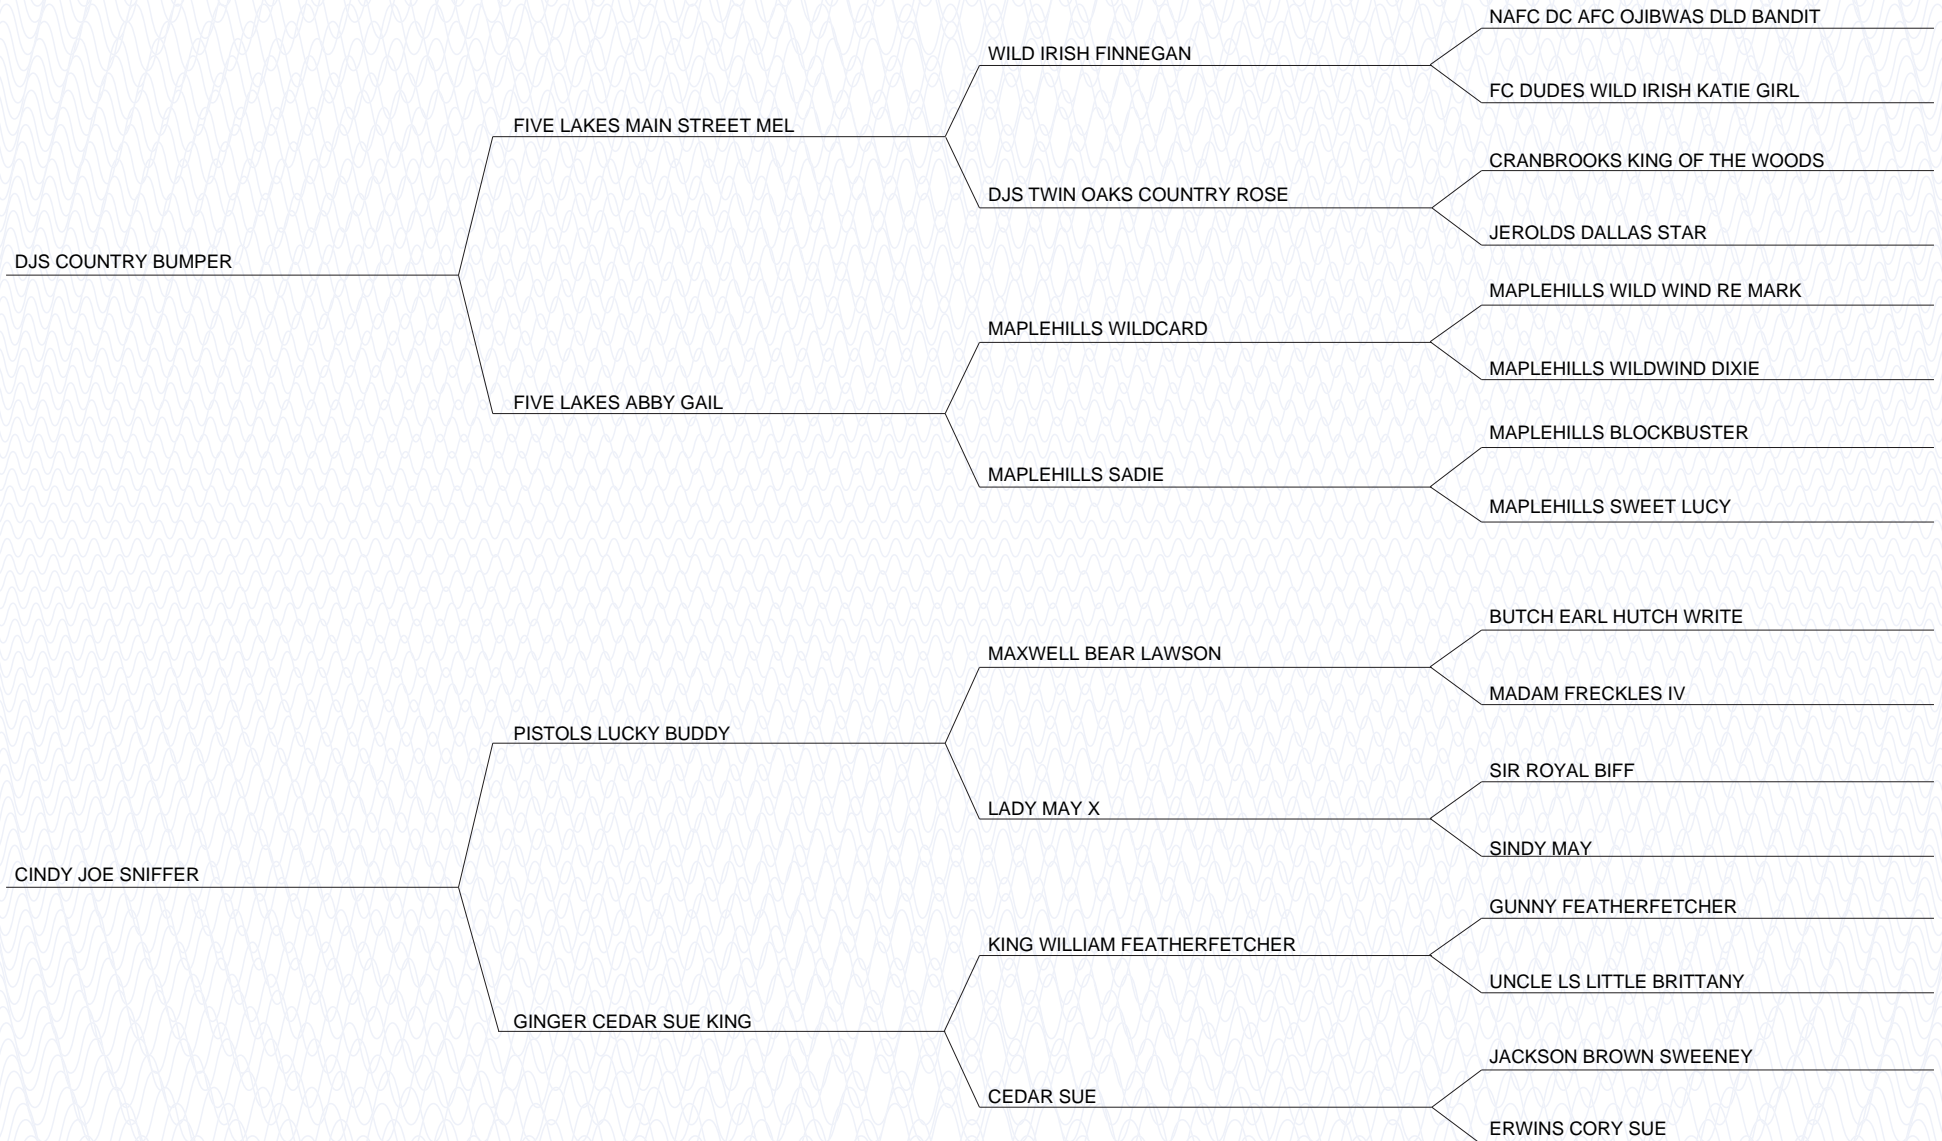 NAFC DC AFC OJIBWAS DLD BANDIT
WILD IRISH FINNEGAN
FC DUDES WILD IRISH KATIE GIRL
FIVE LAKES MAIN STREET MEL
CRANBROOKS KING OF THE WOODS
DJS TWIN OAKS COUNTRY ROSE
JEROLDS DALLAS STAR
DJS COUNTRY BUMPER
MAPLEHILLS WILD WIND RE MARK
MAPLEHILLS WILDCARD
MAPLEHILLS WILDWIND DIXIE
FIVE LAKES ABBY GAIL
MAPLEHILLS BLOCKBUSTER
MAPLEHILLS SADIE
MAPLEHILLS SWEET LUCY
BUTCH EARL HUTCH WRITE
MAXWELL BEAR LAWSON
MADAM FRECKLES IV
PISTOLS LUCKY BUDDY
SIR ROYAL BIFF
LADY MAY X
SINDY MAY
CINDY JOE SNIFFER
GUNNY FEATHERFETCHER
KING WILLIAM FEATHERFETCHER
UNCLE LS LITTLE BRITTANY
GINGER CEDAR SUE KING
JACKSON BROWN SWEENEY
CEDAR SUE
ERWINS CORY SUE